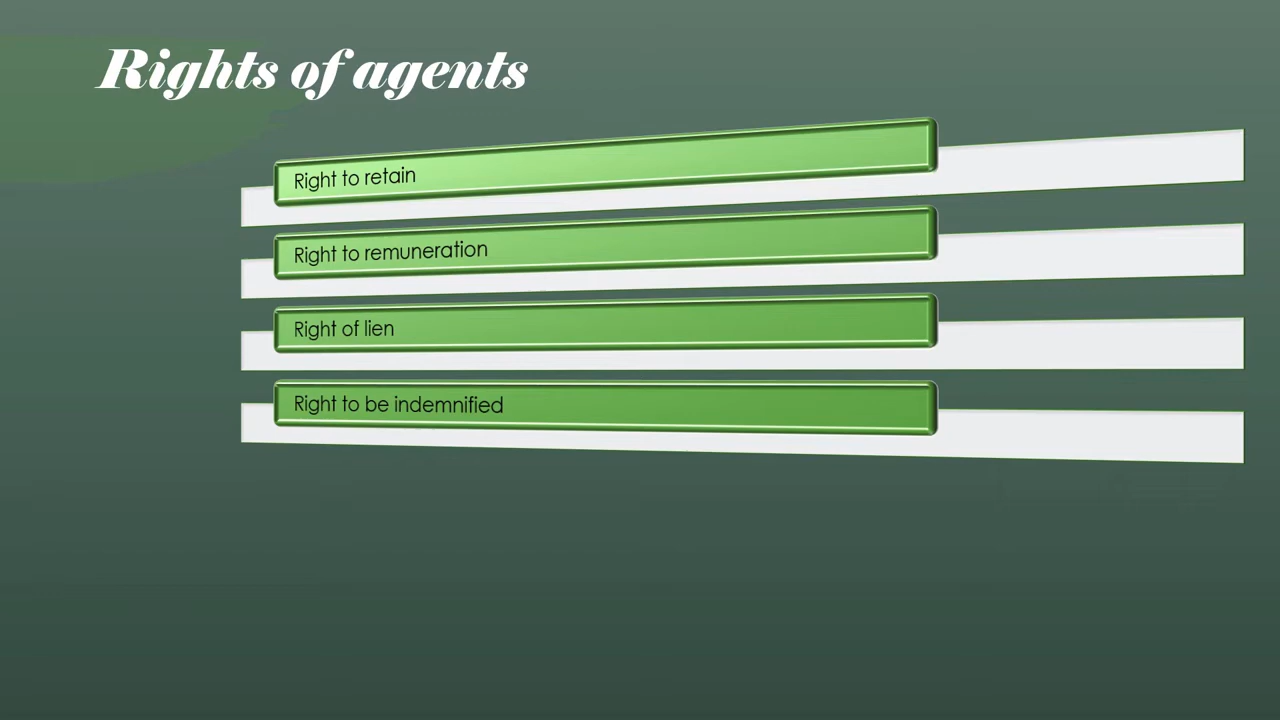 Rights of agents
Right to retain
Right to remuneration
Right of lien
Right to be indemnified